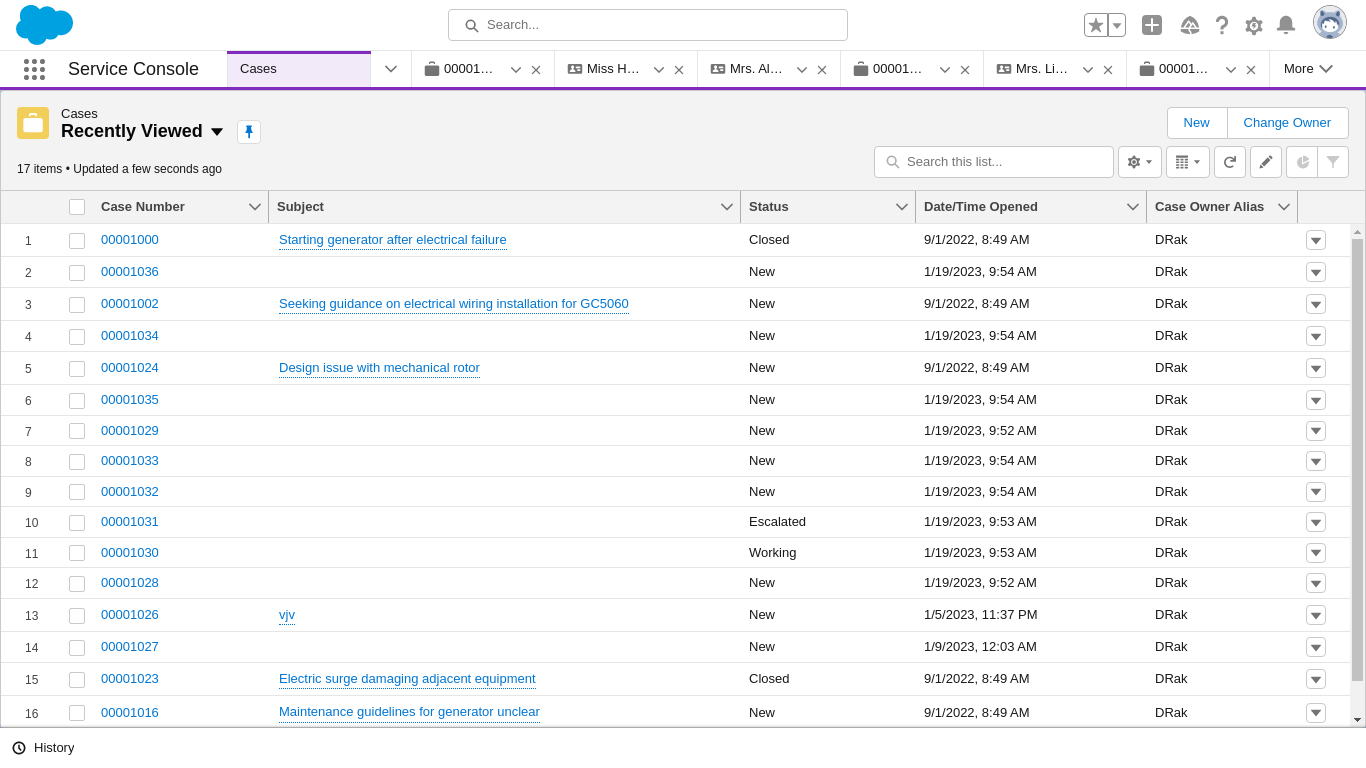 Search...
Service Console
Cases
00001…
Miss H…
Mrs. Al…
00001…
Mrs. Li…
00001…
More
Cases
Recently Viewed
New
Change Owner
17 items • Updated a few seconds ago
Search this list...
Case Number Subject Status Date/Time Opened Case Owner Alias
1 00001000 Starting generator after electrical failure Closed 9/1/2022, 8:49 AM DRak
2 00001036 New 1/19/2023, 9:54 AM DRak
3 00001002 Seeking guidance on electrical wiring installation for GC5060 New 9/1/2022, 8:49 AM DRak
4 00001034 New 1/19/2023, 9:54 AM DRak
5 00001024 Design issue with mechanical rotor New 9/1/2022, 8:49 AM DRak
6 00001035 New 1/19/2023, 9:54 AM DRak
7 00001029 New 1/19/2023, 9:52 AM DRak
8 00001033 New 1/19/2023, 9:54 AM DRak
9 00001032 New 1/19/2023, 9:54 AM DRak
10 00001031 Escalated 1/19/2023, 9:53 AM DRak
11 00001030 Working 1/19/2023, 9:53 AM DRak
12 00001028 New 1/19/2023, 9:52 AM DRak
13 00001026 vjv New 1/5/2023, 11:37 PM DRak
14 00001027 New 1/9/2023, 12:03 AM DRak
15 00001023 Electric surge damaging adjacent equipment Closed 9/1/2022, 8:49 AM DRak
16 00001016 Maintenance guidelines for generator unclear New 9/1/2022, 8:49 AM DRak
History